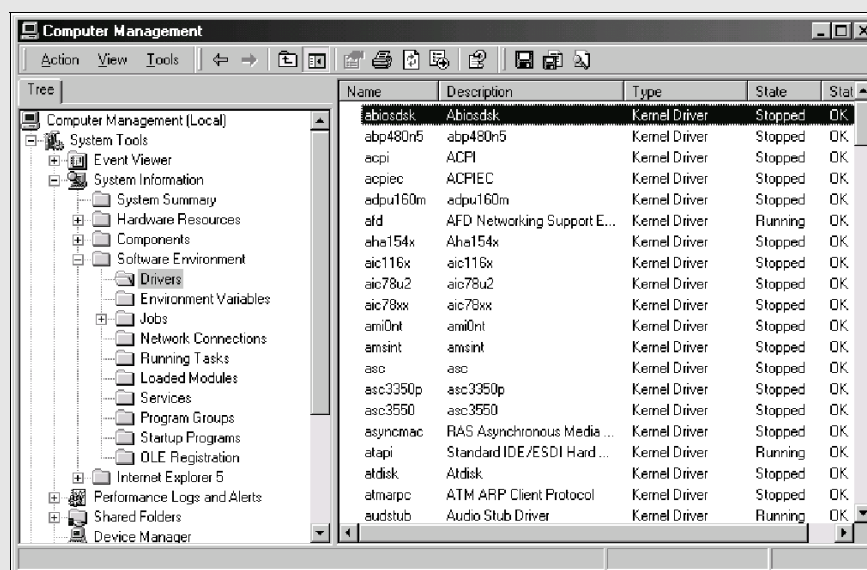 Computer Management
Action View Tools
Tree
Computer Management (Local)
System Tools
Event Viewer
System Information
System Summary
Hardware Resources
Components
Software Environment
Drivers
Environment Variables
Jobs
Network Connections
Running Tasks
Loaded Modules
Services
Program Groups
Startup Programs
OLE Registration
Internet Explorer 5
Performance Logs and Alerts
Shared Folders
Device Manager
Name Description Type State Stat
abiosdsk Abiosdsk Kernel Driver Stopped OK
abp480n5 abp480n5 Kernel Driver Stopped OK
acpi ACPI Kernel Driver Stopped OK
acpiec ACPIEC Kernel Driver Stopped OK
adpu160m adpu160m Kernel Driver Stopped OK
afd AFD Networking Support E... Kernel Driver Running OK
aha154x Aha154x Kernel Driver Stopped OK
aic116x aic116x Kernel Driver Stopped OK
aic78u2 aic78u2 Kernel Driver Stopped OK
aic78xx aic78xx Kernel Driver Stopped OK
ami0nt ami0nt Kernel Driver Stopped OK
amsint amsint Kernel Driver Stopped OK
asc asc Kernel Driver Stopped OK
asc3350p asc3350p Kernel Driver Stopped OK
asc3550 asc3550 Kernel Driver Stopped OK
asyncmac RAS Asynchronous Media ... Kernel Driver Stopped OK
atapi Standard IDE/ESDI Hard ... Kernel Driver Running OK
atdisk Atdisk Kernel Driver Stopped OK
atmarpc ATM ARP Client Protocol Kernel Driver Stopped OK
audstub Audio Stub Driver Kernel Driver Running OK